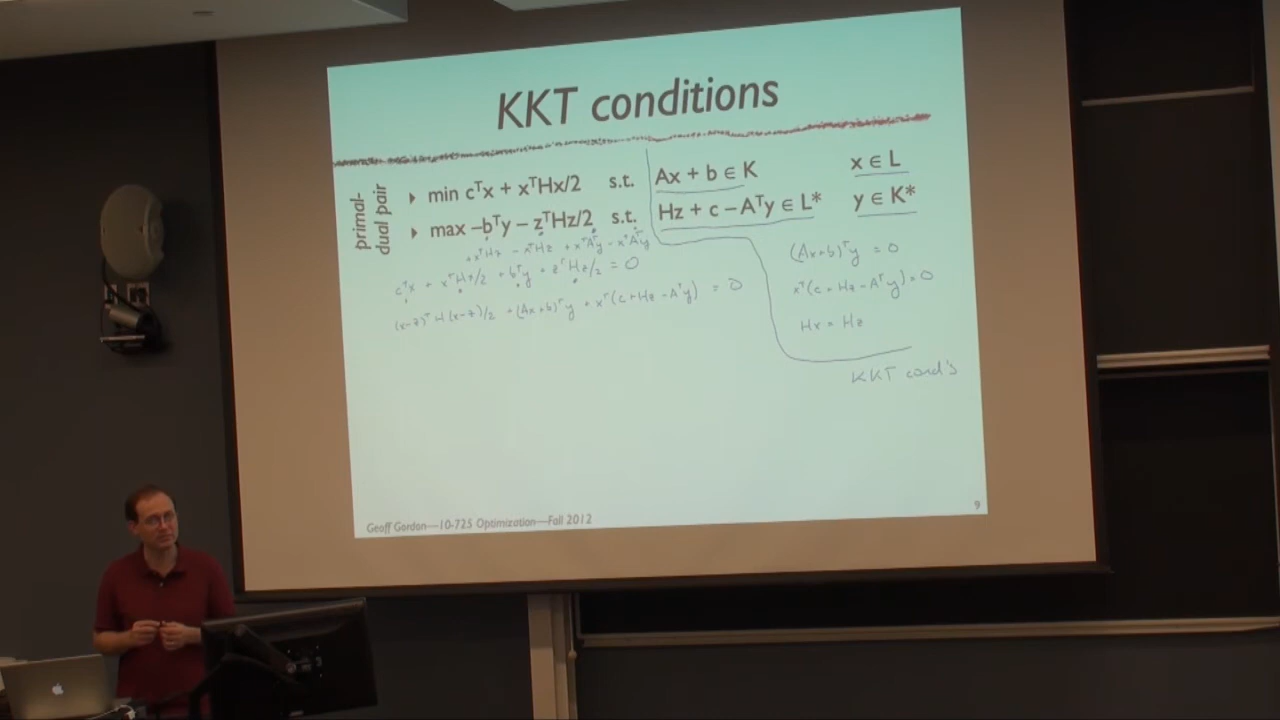 KKT conditions
primal-
dual pair
▸ min cᵀx + xᵀHx/2 s.t. Ax + b ∈ K x ∈ L
▸ max –bᵀy – zᵀHz/2 s.t. Hz + c – Aᵀy ∈ L* y ∈ K*
+xᵀHz - xᵀHz + xᵀAᵀy - xᵀAᵀy
cᵀx + xᵀHx/2 + bᵀy + zᵀHz/2 = 0
(x-z)ᵀH(x-z)/2 + (Ax+b)ᵀy + xᵀ(c+Hz-Aᵀy) = 0
(Ax+b)ᵀy = 0
xᵀ(c+Hz-Aᵀy) = 0
Hx = Hz
KKT cond's
Geoff Gordon—10-725 Optimization—Fall 2012
9